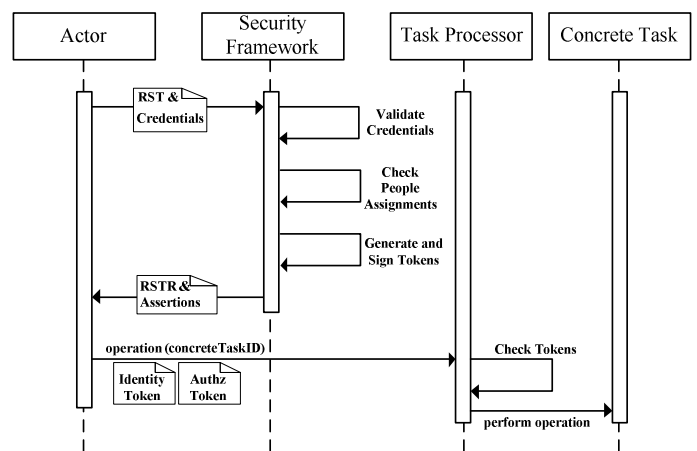 Actor
Security
Framework
Task Processor
Concrete Task
RST &
Credentials
Validate
Credentials
Check
People
Assignments
Generate and
Sign Tokens
RSTR &
Assertions
operation (concreteTaskID)
Identity
Token
Authz
Token
Check Tokens
perform operation